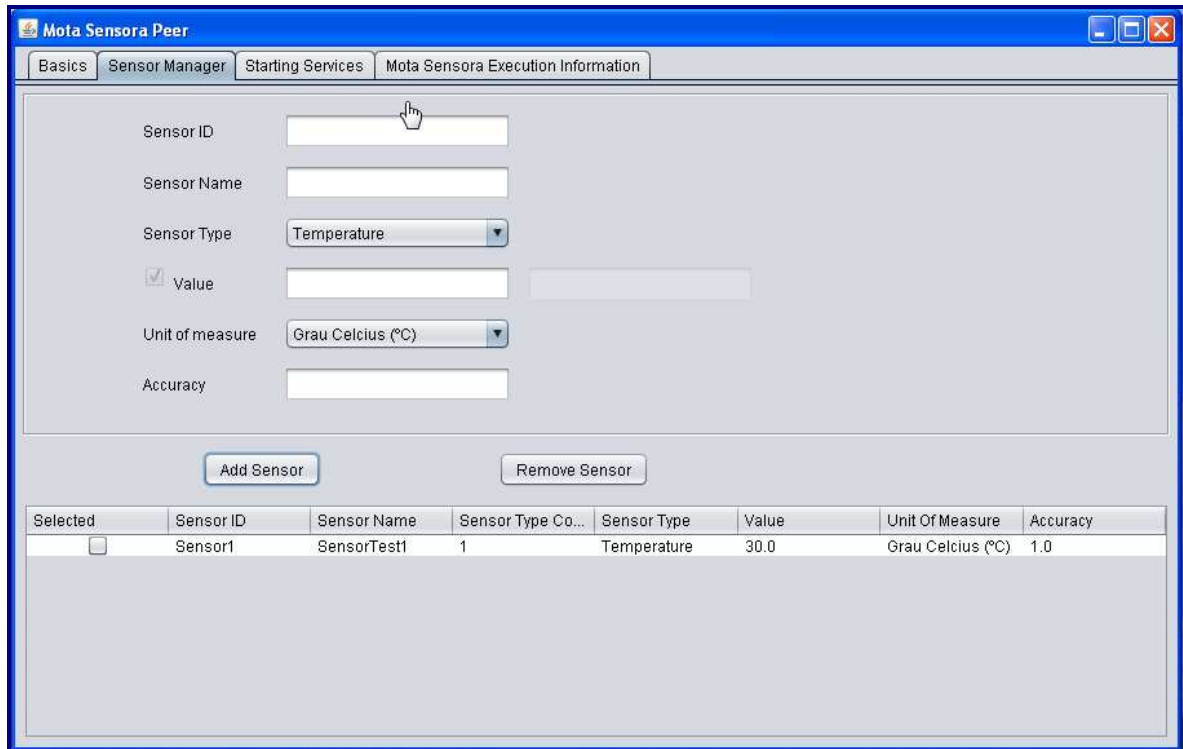 Mota Sensora Peer
Basics Sensor Manager Starting Services Mota Sensora Execution Information
Sensor ID
Sensor Name
Sensor Type Temperature
Value
Unit of measure Grau Celcius (ºC)
Accuracy
Add Sensor Remove Sensor
Selected Sensor ID Sensor Name Sensor Type Co... Sensor Type Value Unit Of Measure Accuracy
Sensor1 SensorTest1 1 Temperature 30.0 Grau Celcius (ºC) 1.0